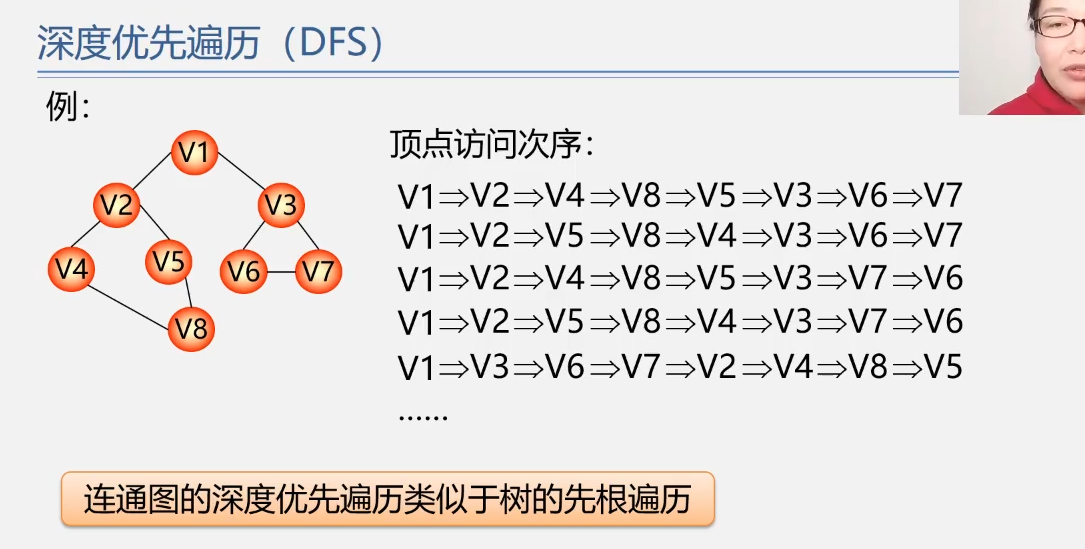 深度优先遍历（DFS）
例：
V1
V2
V3
V4
V5
V6
V7
V8
顶点访问次序：
V1⇒V2⇒V4⇒V8⇒V5⇒V3⇒V6⇒V7
V1⇒V2⇒V5⇒V8⇒V4⇒V3⇒V6⇒V7
V1⇒V2⇒V4⇒V8⇒V5⇒V3⇒V7⇒V6
V1⇒V2⇒V5⇒V8⇒V4⇒V3⇒V7⇒V6
V1⇒V3⇒V6⇒V7⇒V2⇒V4⇒V8⇒V5
……
连通图的深度优先遍历类似于树的先根遍历